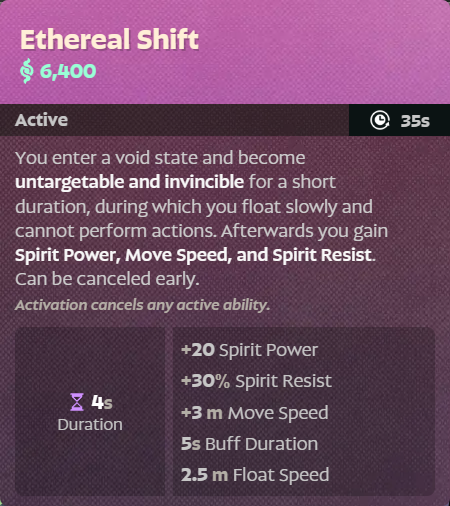 Ethereal Shift
6,400
Active
35s
You enter a void state and become
untargetable and invincible for a short
duration, during which you float slowly and
cannot perform actions. Afterwards you gain
Spirit Power, Move Speed, and Spirit Resist.
Can be canceled early.
Activation cancels any active ability.
4s
Duration
+20 Spirit Power
+30% Spirit Resist
+3 m Move Speed
5s Buff Duration
2.5 m Float Speed